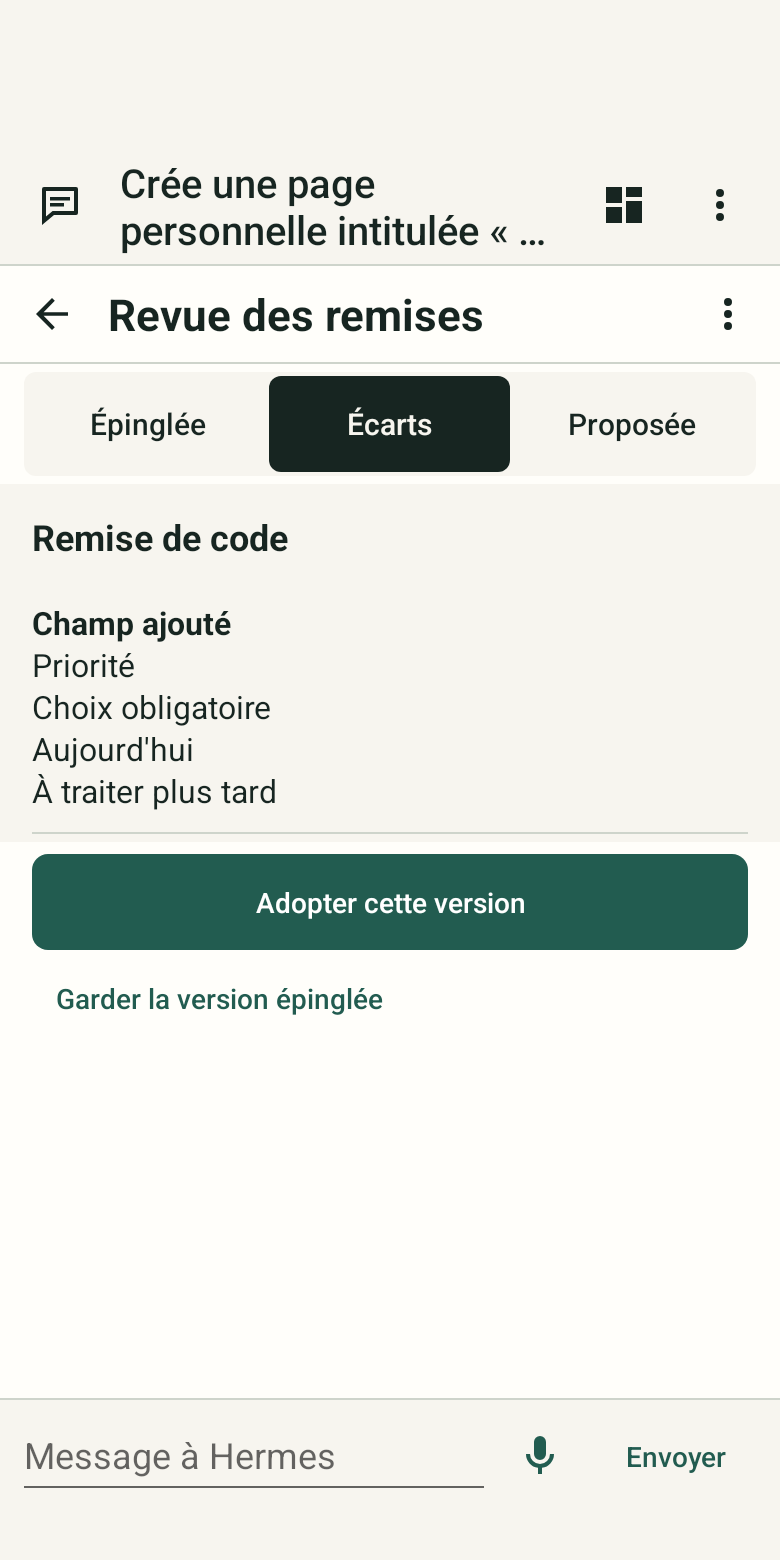 Crée une page
personnelle intitulée « …
Revue des remises
Épinglée
Écarts
Proposée
Remise de code
Champ ajouté
Priorité
Choix obligatoire
Aujourd'hui
À traiter plus tard
Adopter cette version
Garder la version épinglée
Message à Hermes
Envoyer